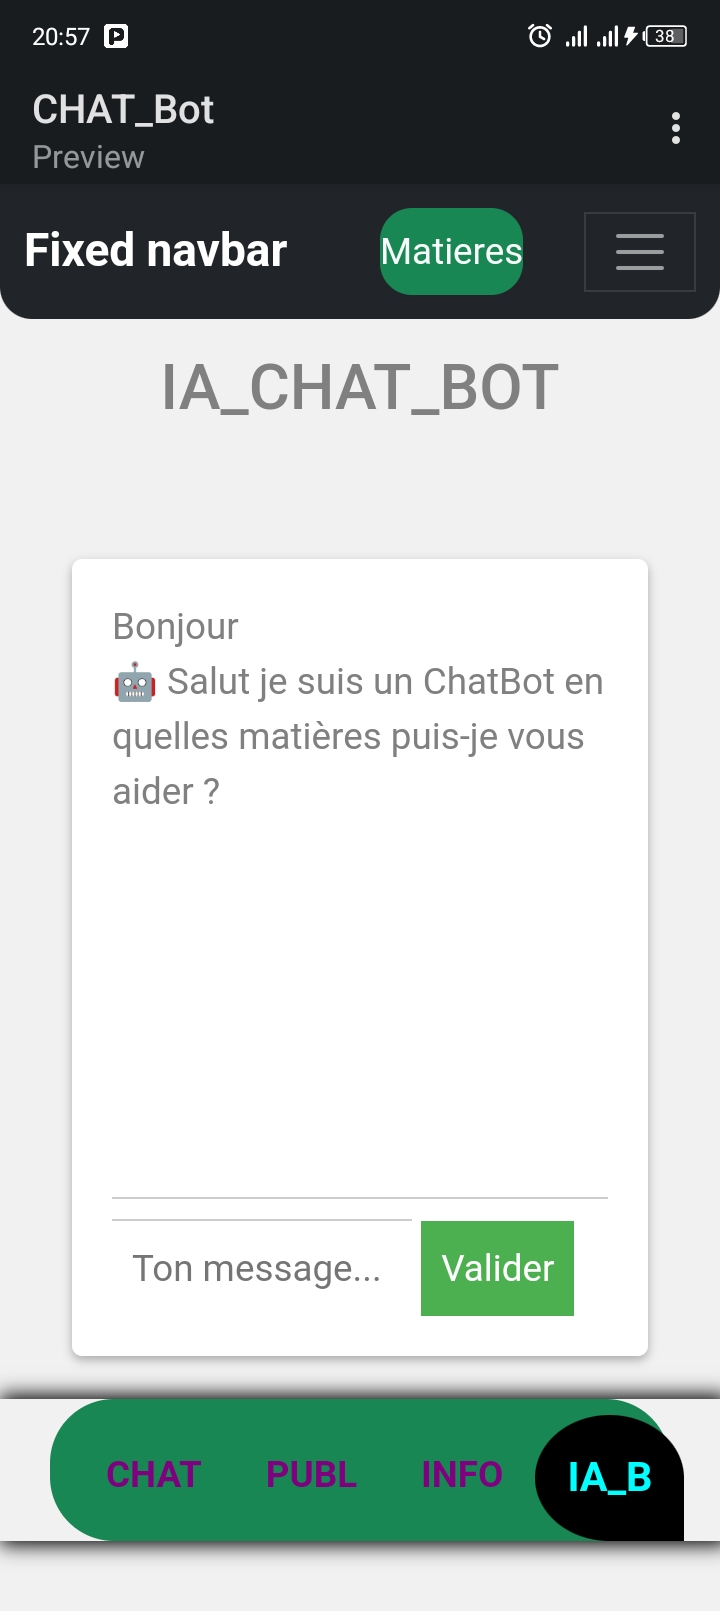 20:57
38
CHAT_Bot
Preview
Fixed navbar
Matieres
IA_CHAT_BOT
Bonjour
🤖 Salut je suis un ChatBot en
quelles matières puis-je vous
aider ?
Ton message...
Valider
CHAT
PUBL
INFO
IA_B